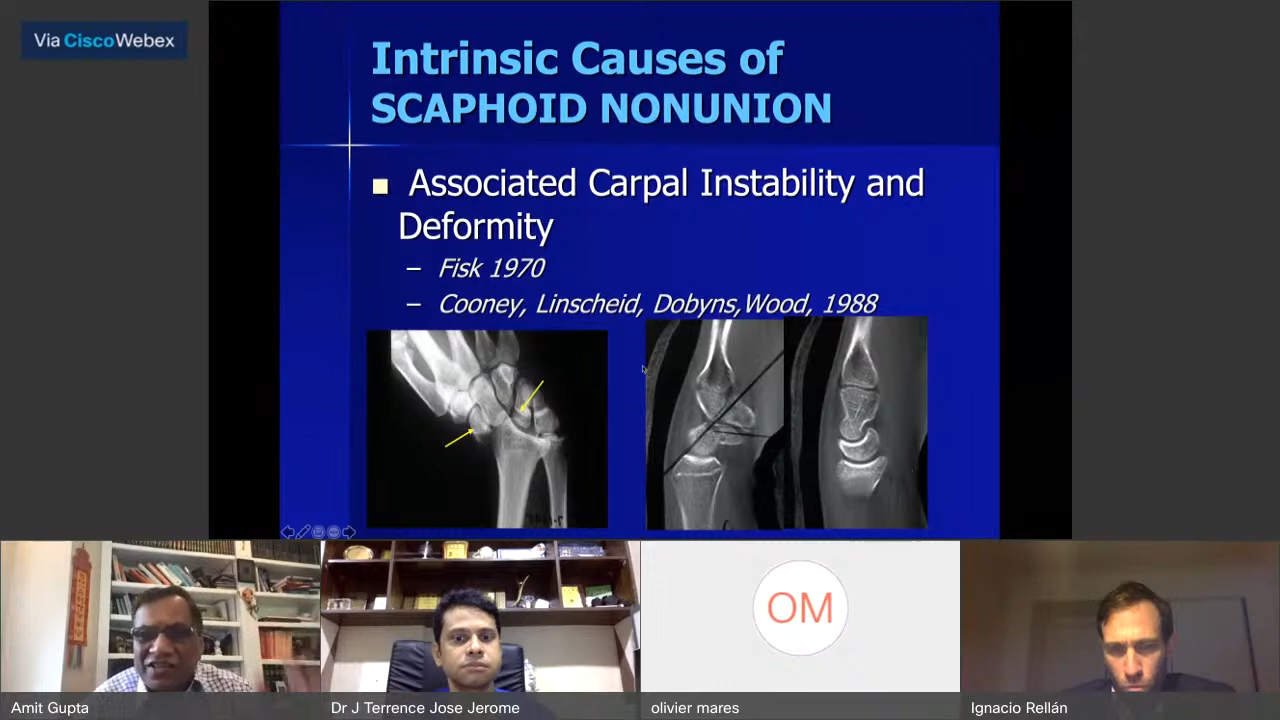 Via Cisco Webex
Intrinsic Causes of
SCAPHOID NONUNION
Associated Carpal Instability and
Deformity
– Fisk 1970
– Cooney, Linscheid, Dobyns,Wood, 1988
OM
Amit Gupta
Dr J Terrence Jose Jerome
olivier mares
Ignacio Rellán